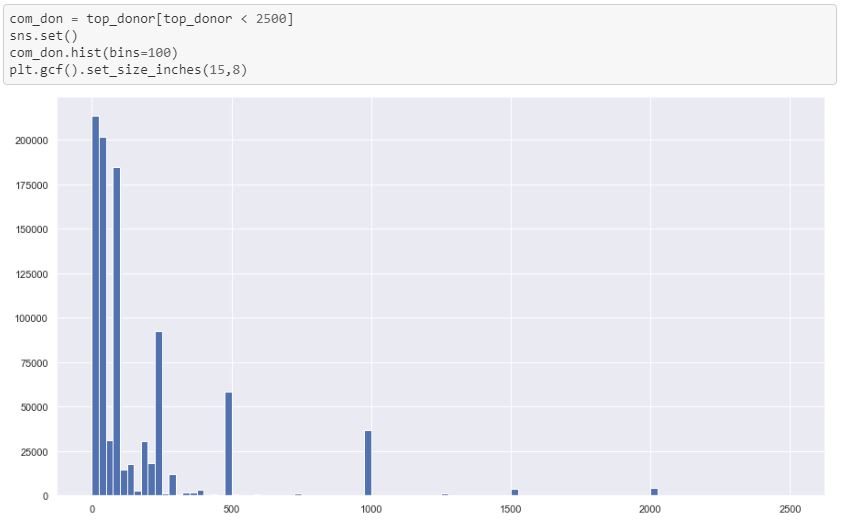 com_don = top_donor[top_donor < 2500]
sns.set()
com_don.hist(bins=100)
plt.gcf().set_size_inches(15,8)
200000
175000
150000
125000
100000
75000
50000
25000
0
0 500 1000 1500 2000 2500